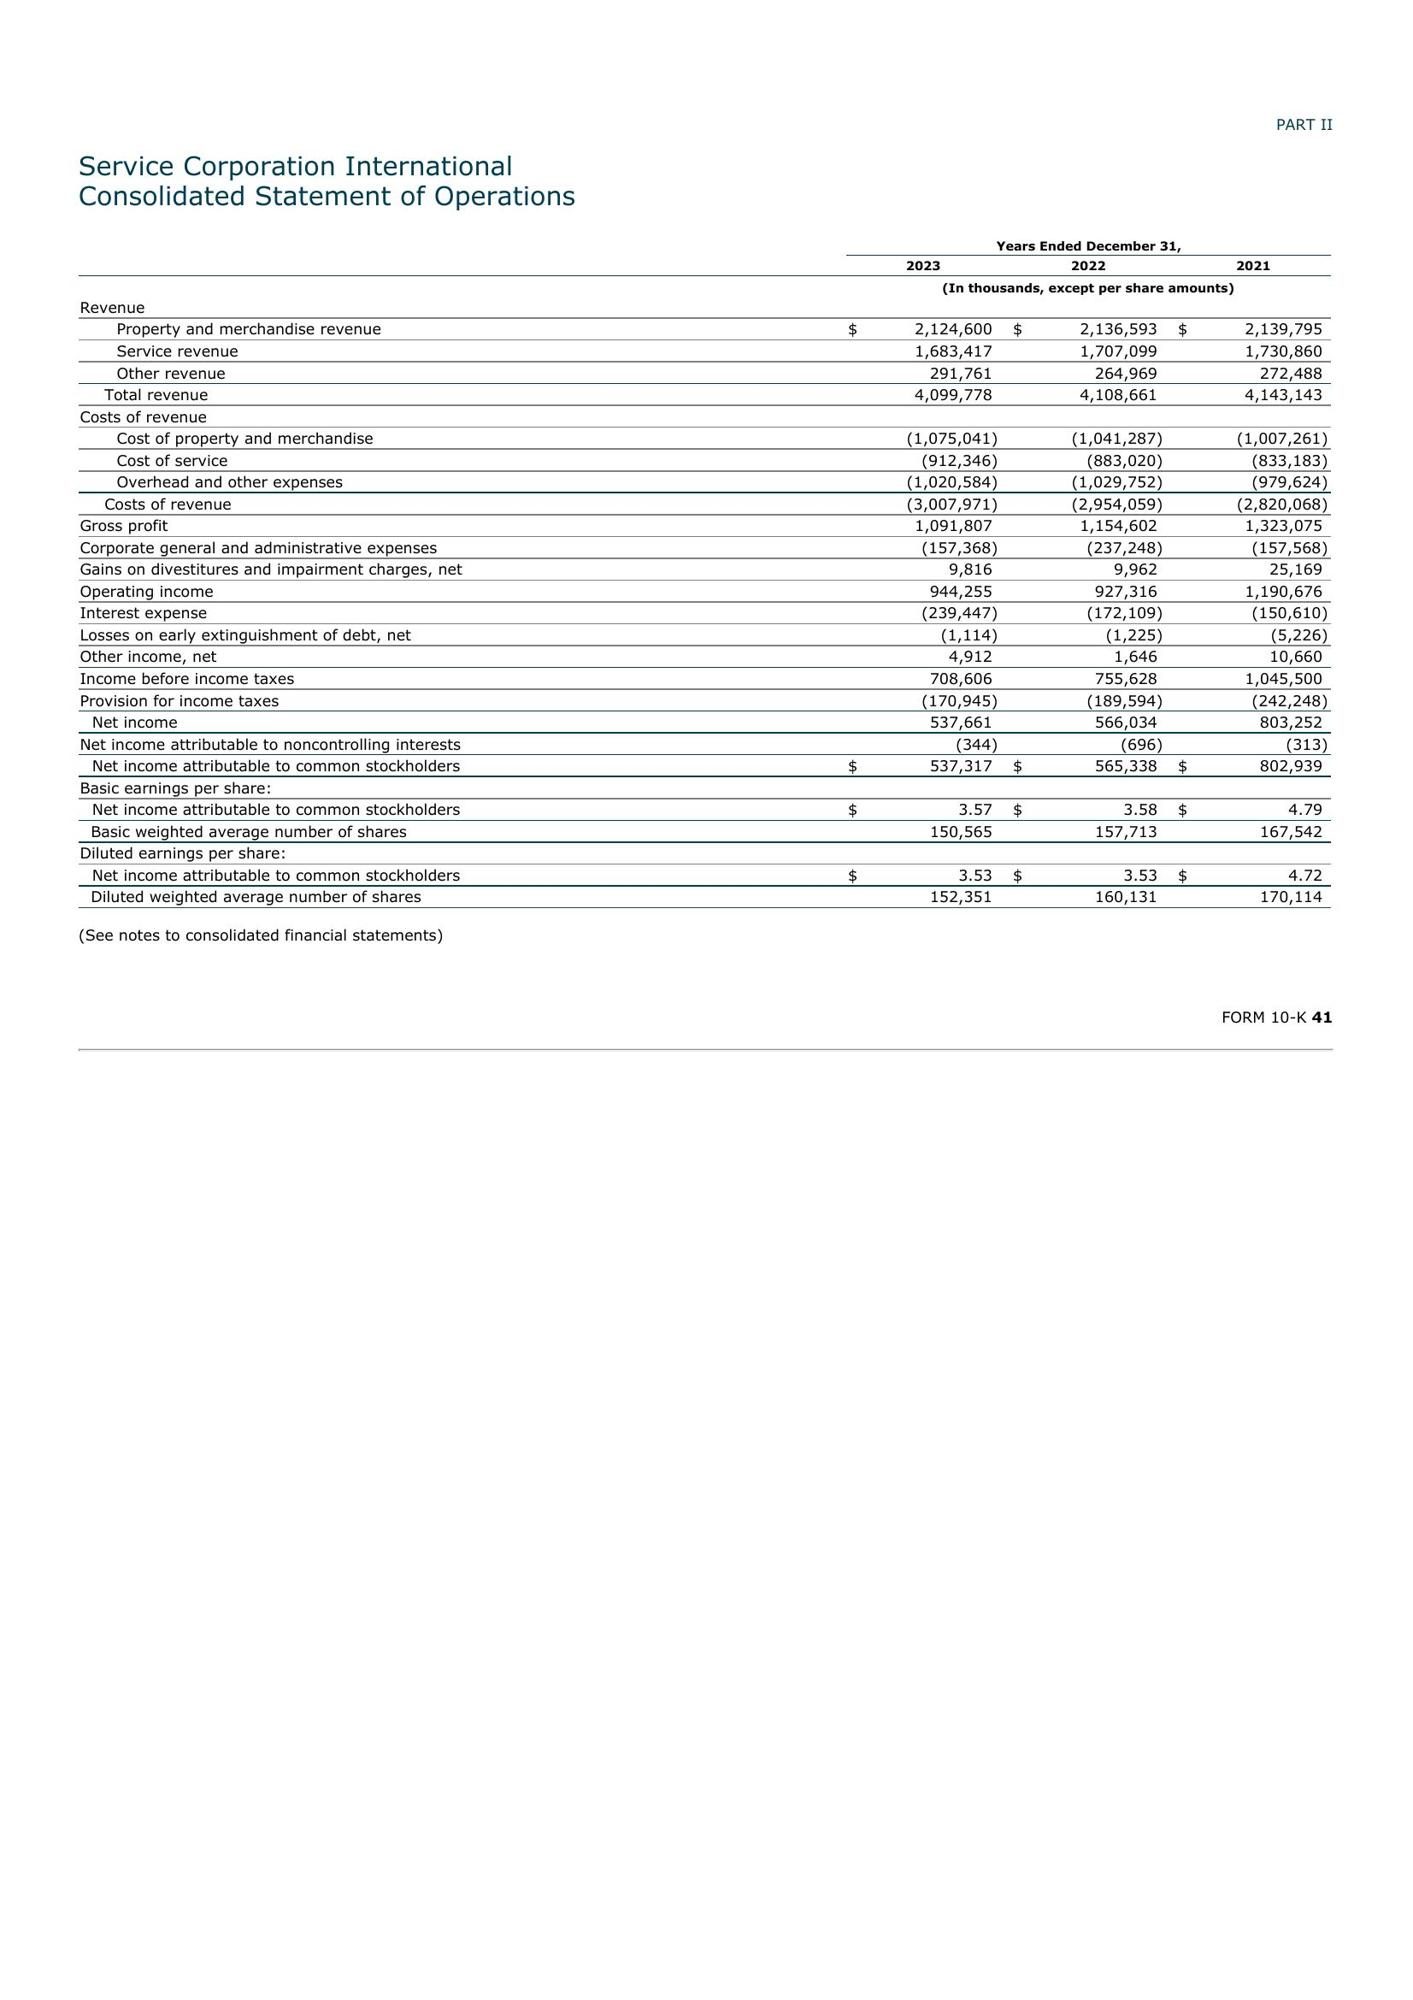 PART II
Service Corporation International
Consolidated Statement of Operations
Years Ended December 31,
2023 2022 2021
(In thousands, except per share amounts)
Revenue
Property and merchandise revenue $ 2,124,600 $ 2,136,593 $ 2,139,795
Service revenue 1,683,417 1,707,099 1,730,860
Other revenue 291,761 264,969 272,488
Total revenue 4,099,778 4,108,661 4,143,143
Costs of revenue
Cost of property and merchandise (1,075,041) (1,041,287) (1,007,261)
Cost of service (912,346) (883,020) (833,183)
Overhead and other expenses (1,020,584) (1,029,752) (979,624)
Costs of revenue (3,007,971) (2,954,059) (2,820,068)
Gross profit 1,091,807 1,154,602 1,323,075
Corporate general and administrative expenses (157,368) (237,248) (157,568)
Gains on divestitures and impairment charges, net 9,816 9,962 25,169
Operating income 944,255 927,316 1,190,676
Interest expense (239,447) (172,109) (150,610)
Losses on early extinguishment of debt, net (1,114) (1,225) (5,226)
Other income, net 4,912 1,646 10,660
Income before income taxes 708,606 755,628 1,045,500
Provision for income taxes (170,945) (189,594) (242,248)
Net income 537,661 566,034 803,252
Net income attributable to noncontrolling interests (344) (696) (313)
Net income attributable to common stockholders $ 537,317 $ 565,338 $ 802,939
Basic earnings per share:
Net income attributable to common stockholders $ 3.57 $ 3.58 $ 4.79
Basic weighted average number of shares 150,565 157,713 167,542
Diluted earnings per share:
Net income attributable to common stockholders $ 3.53 $ 3.53 $ 4.72
Diluted weighted average number of shares 152,351 160,131 170,114
(See notes to consolidated financial statements)
FORM 10-K 41